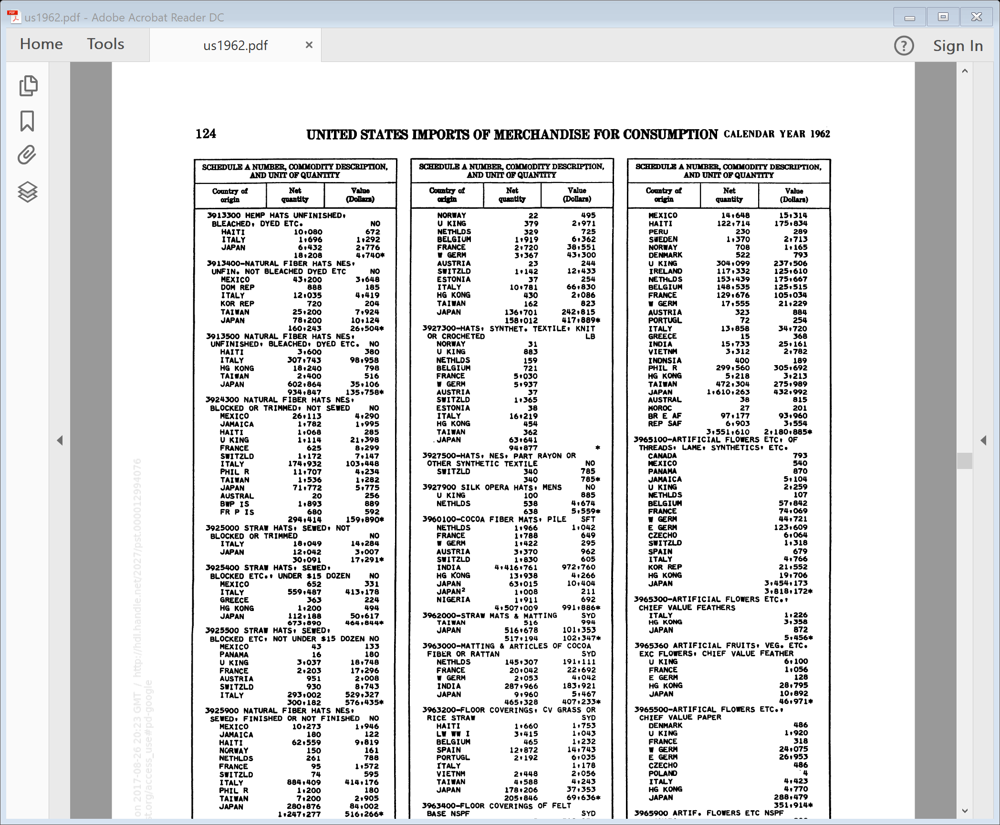 us1962.pdf - Adobe Acrobat Reader DC
Home Tools us1962.pdf × ? Sign In
124 UNITED STATES IMPORTS OF MERCHANDISE FOR CONSUMPTION CALENDAR YEAR 1962
SCHEDULE A NUMBER, COMMODITY DESCRIPTION,
AND UNIT OF QUANTITY
Country of origin Net quantity Value (Dollars)
3913300 HEMP HATS UNFINISHED,
BLEACHED, DYED ETC. NO
HAITI 10,080 672
ITALY 1,696 1,292
JAPAN 6,432 2,776
18,208 4,740*
3913400-NATURAL FIBER HATS NES,
UNFIN. NOT BLEACHED DYED ETC NO
MEXICO 43,200 3,648
DOM REP 888 185
ITALY 12,035 4,419
KOR REP 720 204
TAIWAN 25,200 7,924
JAPAN 78,200 10,124
160,243 26,504*
3913500 NATURAL FIBER HATS NES,
UNFINISHED, BLEACHED, DYED ETC. NO
HAITI 3,600 380
ITALY 307,743 98,958
HG KONG 18,240 798
TAIWAN 2,400 516
JAPAN 602,864 35,106
934,847 135,758*
3924300 NATURAL FIBER HATS NES,
BLOCKED OR TRIMMED, NOT SEWED NO
MEXICO 26,113 4,290
JAMAICA 1,782 1,995
HAITI 1,068 285
U KING 1,114 21,398
FRANCE 625 8,299
SWITZLD 1,172 7,147
ITALY 174,932 103,448
PHIL R 11,707 4,234
TAIWAN 1,536 1,282
JAPAN 71,772 5,775
AUSTRAL 20 256
BWP IS 1,893 889
FR P IS 680 592
294,414 159,890*
3925000 STRAW HATS, SEWED, NOT
BLOCKED OR TRIMMED NO
ITALY 18,049 14,284
JAPAN 12,042 3,007
30,091 17,291*
3925400 STRAW HATS, SEWED,
BLOCKED ETC., UNDER $15 DOZEN NO
MEXICO 652 331
ITALY 559,487 413,178
GREECE 363 224
HG KONG 1,200 494
JAPAN 112,188 50,617
673,890 464,844*
3925500 STRAW HATS, SEWED,
BLOCKED ETC, NOT UNDER $15 DOZEN NO
MEXICO 43 133
PANAMA 16 180
U KING 3,037 18,748
FRANCE 2,203 17,296
AUSTRIA 951 2,008
SWITZLD 930 8,743
ITALY 293,002 529,327
300,182 576,435*
3925900 NATURAL FIBER HATS NES,
SEWED, FINISHED OR NOT FINISHED NO
MEXICO 10,273 1,946
JAMAICA 180 122
HAITI 62,559 9,819
NORWAY 150 161
NETHLDS 261 788
FRANCE 95 1,572
SWITZLD 74 595
ITALY 884,409 414,176
PHIL R 1,200 180
TAIWAN 7,200 2,905
JAPAN 280,876 84,002
1,247,277 516,266*
SCHEDULE A NUMBER, COMMODITY DESCRIPTION,
AND UNIT OF QUANTITY
Country of origin Net quantity Value (Dollars)
NORWAY 22 495
U KING 379 2,971
NETHLDS 329 725
BELGIUM 1,919 6,362
FRANCE 2,720 38,551
W GERM 3,367 43,300
AUSTRIA 23 244
SWITZLD 1,142 12,433
ESTONIA 37 254
ITALY 10,781 66,830
HG KONG 430 2,086
TAIWAN 162 823
JAPAN 136,701 242,815
158,012 417,889*
3927300-HATS, SYNTHET. TEXTILE, KNIT
OR CROCHETED LB
NORWAY 31
U KING 883
NETHLDS 159
BELGIUM 721
FRANCE 5,030
W GERM 5,937
AUSTRIA 37
SWITZLD 1,365
ESTONIA 38
ITALY 16,219
HG KONG 454
TAIWAN 362
JAPAN 63,641
94,877 *
3927500-HATS, NES, PART RAYON OR
OTHER SYNTHETIC TEXTILE NO
SWITZLD 340 785
340 785*
3927900 SILK OPERA HATS, MENS NO
U KING 100 885
NETHLDS 538 4,674
638 5,559*
3960100-COCOA FIBER MATS, PILE SFT
NETHLDS 1,966 1,042
FRANCE 1,788 649
W GERM 1,422 295
AUSTRIA 3,370 962
SWITZLD 1,830 605
INDIA 4,416,761 972,760
HG KONG 13,938 4,266
JAPAN 63,015 10,404
JAPAN² 1,008 211
NIGERIA 1,911 692
4,507,009 991,886*
3962000-STRAW MATS & MATTING SYD
TAIWAN 516 994
JAPAN 516,678 101,353
517,194 102,347*
3963000-MATTING & ARTICLES OF COCOA
FIBER OR RATTAN SYD
NETHLDS 145,307 191,111
FRANCE 20,042 22,692
W GERM 2,053 4,042
INDIA 287,966 183,921
JAPAN 9,960 5,467
465,328 407,233*
3963200-FLOOR COVERINGS, CV GRASS OR
RICE STRAW SYD
HAITI 1,660 1,753
LW WW I 3,415 1,043
BELGIUM 465 1,232
SPAIN 12,872 14,743
PORTUGL 2,192 6,035
ITALY 1,178
VIETNM 2,448 2,056
TAIWAN 4,588 4,243
JAPAN 178,206 37,353
205,846 69,636*
3963400-FLOOR COVERINGS OF FELT
BASE NSPF SYD
SCHEDULE A NUMBER, COMMODITY DESCRIPTION,
AND UNIT OF QUANTITY
Country of origin Net quantity Value (Dollars)
MEXICO 14,648 15,314
HAITI 122,714 175,834
PERU 230 289
SWEDEN 1,370 2,713
NORWAY 708 1,165
DENMARK 522 793
U KING 304,099 237,506
IRELAND 117,332 125,610
NETHLDS 153,439 175,667
BELGIUM 148,535 125,515
FRANCE 129,676 105,034
W GERM 17,555 21,229
AUSTRIA 323 884
PORTUGL 72 254
ITALY 13,858 34,720
GREECE 15 368
INDIA 15,733 25,161
VIETNM 3,312 2,782
INDNSIA 400 189
PHIL R 299,560 305,692
HG KONG 5,218 3,213
TAIWAN 472,304 275,989
JAPAN 1,610,263 432,992
AUSTRAL 38 815
MOROC 27 201
BR E AF 97,177 93,960
REP SAF 6,903 3,554
3,551,610 2,180,885*
3965100-ARTIFICIAL FLOWERS ETC, OF
THREADS, LAME, SYNTHETICS, ETC.
CANADA 793
MEXICO 540
PANAMA 870
JAMAICA 5,104
U KING 2,259
NETHLDS 107
BELGIUM 57,842
FRANCE 74,069
W GERM 44,721
E GERM 123,609
CZECHO 6,064
SWITZLD 1,318
SPAIN 679
ITALY 4,766
KOR REP 21,552
HG KONG 19,706
JAPAN 3,454,173
3,818,172*
3965300-ARTIFICIAL FLOWERS ETC.,
CHIEF VALUE FEATHERS
ITALY 1,226
HG KONG 3,358
JAPAN 872
5,456*
3965360 ARTIFICIAL FRUITS, VEG. ETC.
EXC FLOWERS, CHIEF VALUE FEATHER
U KING 6,100
FRANCE 1,056
E GERM 128
HG KONG 28,795
JAPAN 10,892
46,971*
3965500-ARTIFICAL FLOWERS ETC.,
CHIEF VALUE PAPER
DENMARK 486
U KING 1,920
FRANCE 318
W GERM 24,075
E GERM 26,953
CZECHO 486
POLAND 4
ITALY 4,423
HG KONG 4,770
JAPAN 288,479
351,914*
3965900 ARTIF. FLOWERS ETC NSPF
on 2017-08-26 20:23 GMT / http://hdl.handle.net/2027/pst.000012994076
st.org/access_use#pd-google